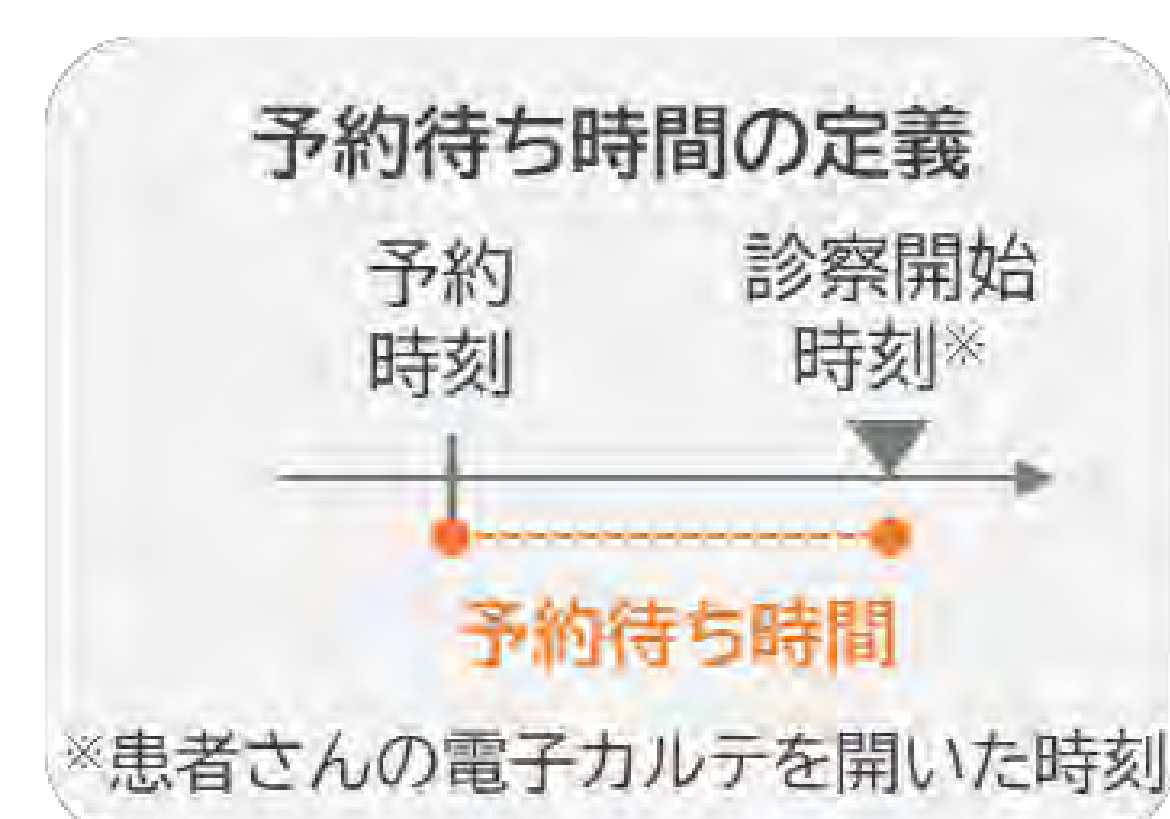 予約待ち時間の定義
予約
時刻
診察開始
時刻※
予約待ち時間
※患者さんの電子カルテを開いた時刻